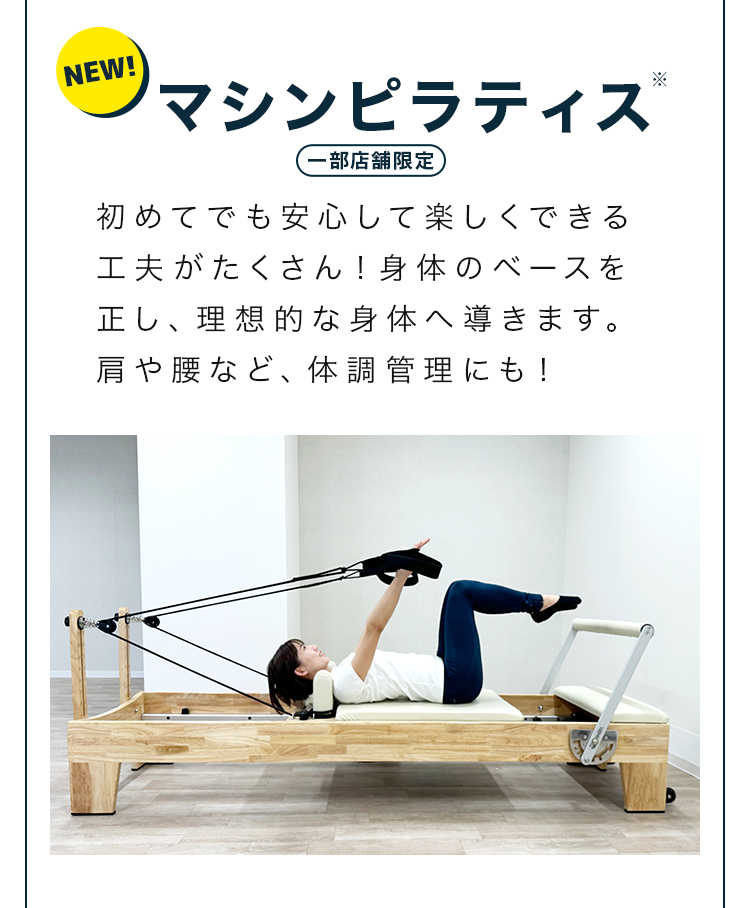 NEW!
マシンピラティス※
一部店舗限定
初めてでも安心して楽しくできる
工夫がたくさん！身体のベースを
正し、理想的な身体へ導きます。
肩や腰など、体調管理にも！